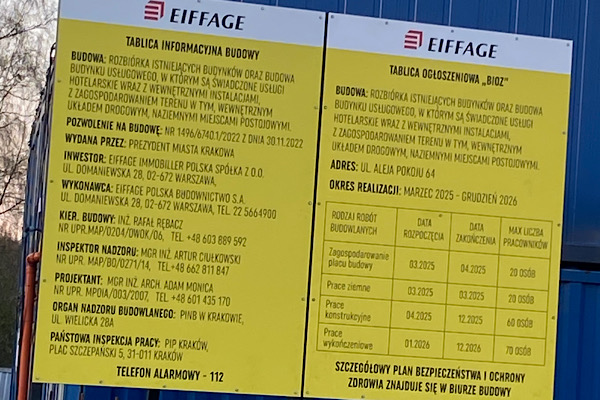 EIFFAGE
TABLICA INFORMACYJNA BUDOWY
BUDOWA: ROZBIÓRKA ISTNIEJĄCYCH BUDYNKÓW ORAZ BUDOWA
BUDYNKU USŁUGOWEGO, W KTÓRYM SĄ ŚWIADCZONE USŁUGI
HOTELARSKIE WRAZ Z WEWNĘTRZNYMI INSTALACJAMI,
Z ZAGOSPODAROWANIEM TERENU W TYM, WEWNĘTRZNYM
UKŁADEM DROGOWYM, NAZIEMNYMI MIEJSCAMI POSTOJOWYMI.
POZWOLENIE NA BUDOWĘ: NR 1496/6740.1/2022 Z DNIA 30.11.2022
WYDANA PRZEZ: PREZYDENT MIASTA KRAKOWA
INWESTOR: EIFFAGE IMMOBILIER POLSKA SPÓŁKA Z O.O.
UL. DOMANIEWSKA 28, 02-672 WARSZAWA,
WYKONAWCA: EIFFAGE POLSKA BUDOWNICTWO S.A.
UL. DOMANIEWSKA 28, 02-672 WARSZAWA, TEL. 22 5664900
KIER. BUDOWY: INŻ. RAFAŁ RĘBACZ
NR UPR.MAP/0204/OWOK/06, TEL. +48 603 889 592
INSPEKTOR NADZORU: MGR INŻ. ARTUR CIUŁKOWSKI
NR UPR.MAP/BO/0271/14, TEL.+48 662 811 847
PROJEKTANT: MGR INŻ. ARCH. ADAM MONICA
NR UPR. MPOIA/003/2007, TEL. +48 601 435 170
ORGAN NADZORU BUDOWLANEGO: PINB W KRAKOWIE,
UL. WIELICKA 28A
PAŃSTWOWA INSPEKCJA PRACY: PIP KRAKÓW,
PLAC SZCZEPAŃSKI 5, 31-011 KRAKÓW
TELEFON ALARMOWY - 112
EIFFAGE
TABLICA OGŁOSZENIOWA „BIOZ"
BUDOWA: ROZBIÓRKA ISTNIEJĄCYCH BUDYNKÓW ORAZ BUDOWA
BUDYNKU USŁUGOWEGO, W KTÓRYM SĄ ŚWIADCZONE USŁUGI
HOTELARSKIE WRAZ Z WEWNĘTRZNYMI INSTALACJAMI,
Z ZAGOSPODAROWANIEM TERENU W TYM, WEWNĘTRZNYM
UKŁADEM DROGOWYM, NAZIEMNYMI MIEJSCAMI POSTOJOWYMI.
ADRES: UL. ALEJA POKOJU 64
OKRES REALIZACJI: MARZEC 2025 - GRUDZIEŃ 2026
RODZAJ ROBÓT BUDOWLANYCH DATA ROZPOCZĘCIA DATA ZAKOŃCZENIA MAX LICZBA PRACOWNIKÓW
Zagospodarowanie placu budowy 03.2025 04.2025 20 OSÓB
Prace ziemne 03.2025 03.2025 20 OSÓB
Prace konstrukcyjne 04.2025 12.2025 60 OSÓB
Prace wykończeniowe 01.2026 12.2026 70 OSÓB
SZCZEGÓŁOWY PLAN BEZPIECZEŃSTWA I OCHRONY
ZDROWIA ZNAJDUJE SIĘ W BIURZE BUDOWY